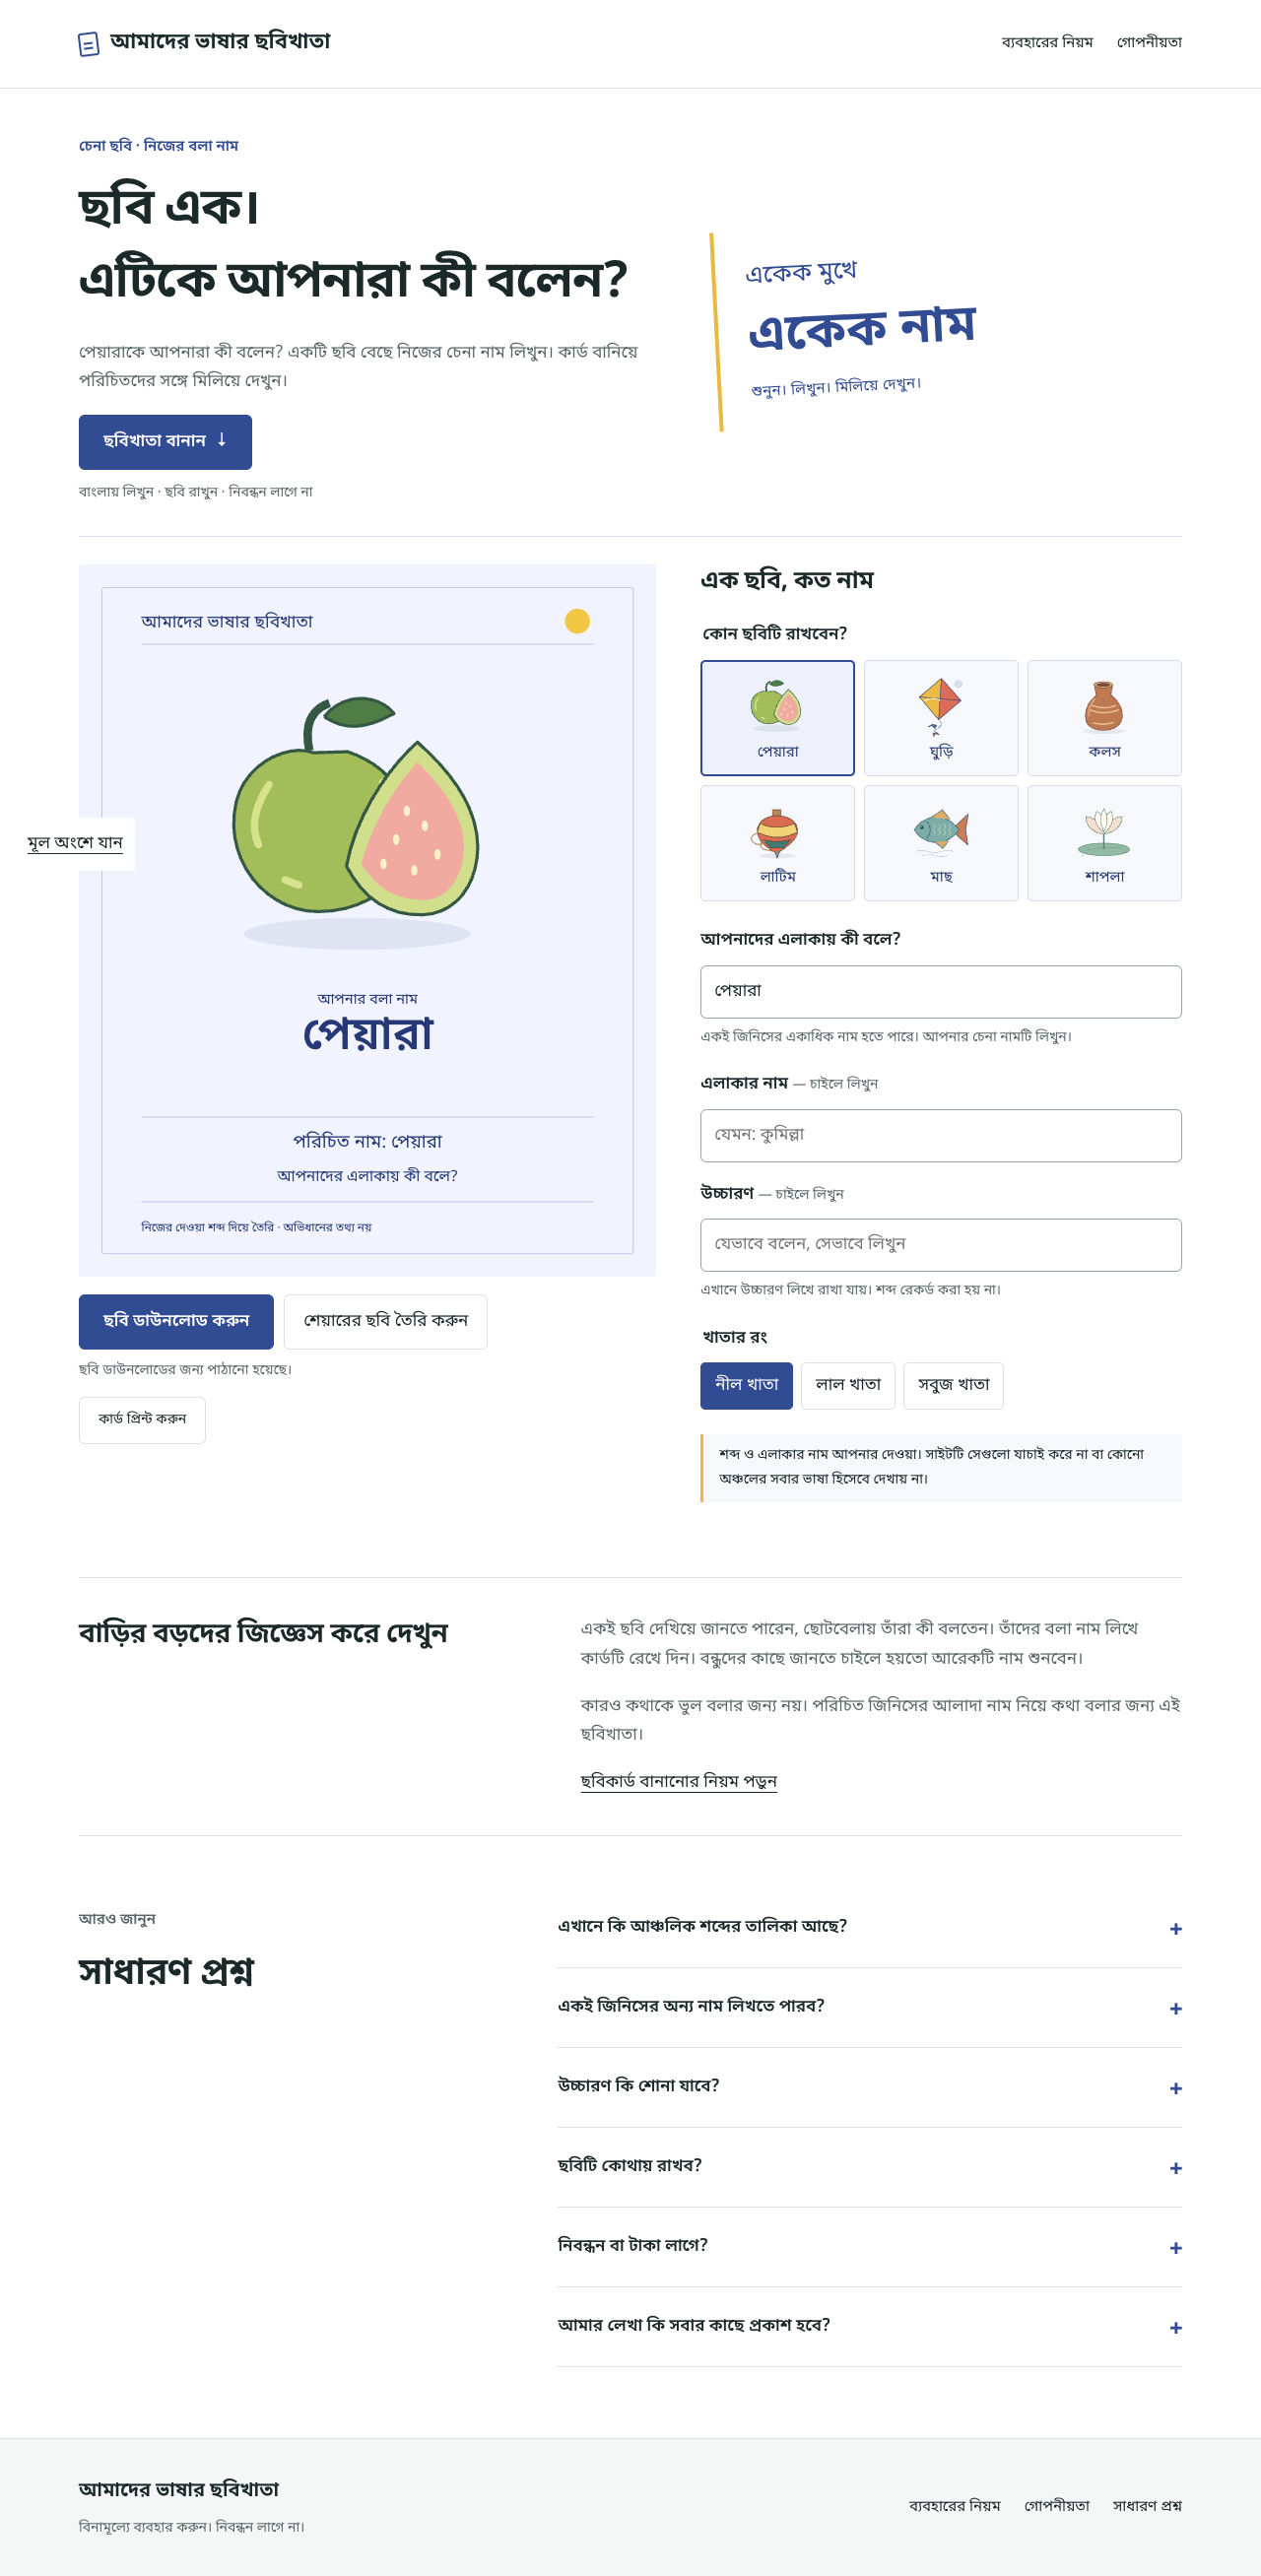 আমাদের ভাষার ছবিখাতা
ব্যবহারের নিয়ম
গোপনীয়তা
চেনা ছবি · নিজের বলা নাম
ছবি এক।
এটিকে আপনারা কী বলেন?
পেয়ারাকে আপনারা কী বলেন? একটি ছবি বেছে নিজের চেনা নাম লিখুন। কার্ড বানিয়ে
পরিচিতদের সঙ্গে মিলিয়ে দেখুন।
ছবিখাতা বানান ↓
বাংলায় লিখুন · ছবি রাখুন · নিবন্ধন লাগে না
একেক মুখে
একেক নাম
শুনুন। লিখুন। মিলিয়ে দেখুন।
আমাদের ভাষার ছবিখাতা
মূল অংশে যান
আপনার বলা নাম
পেয়ারা
পরিচিত নাম: পেয়ারা
আপনাদের এলাকায় কী বলে?
নিজের দেওয়া শব্দ দিয়ে তৈরি · অভিধানের তথ্য নয়
ছবি ডাউনলোড করুন
শেয়ারের ছবি তৈরি করুন
ছবি ডাউনলোডের জন্য পাঠানো হয়েছে।
কার্ড প্রিন্ট করুন
এক ছবি, কত নাম
কোন ছবিটি রাখবেন?
পেয়ারা
ঘুড়ি
কলস
লাটিম
মাছ
শাপলা
আপনাদের এলাকায় কী বলে?
পেয়ারা
একই জিনিসের একাধিক নাম হতে পারে। আপনার চেনা নামটি লিখুন।
এলাকার নাম — চাইলে লিখুন
যেমন: কুমিল্লা
উচ্চারণ — চাইলে লিখুন
যেভাবে বলেন, সেভাবে লিখুন
এখানে উচ্চারণ লিখে রাখা যায়। শব্দ রেকর্ড করা হয় না।
খাতার রং
নীল খাতা
লাল খাতা
সবুজ খাতা
শব্দ ও এলাকার নাম আপনার দেওয়া। সাইটটি সেগুলো যাচাই করে না বা কোনো
অঞ্চলের সবার ভাষা হিসেবে দেখায় না।
বাড়ির বড়দের জিজ্ঞেস করে দেখুন
একই ছবি দেখিয়ে জানতে পারেন, ছোটবেলায় তাঁরা কী বলতেন। তাঁদের বলা নাম লিখে
কার্ডটি রেখে দিন। বন্ধুদের কাছে জানতে চাইলে হয়তো আরেকটি নাম শুনবেন।
কারও কথাকে ভুল বলার জন্য নয়। পরিচিত জিনিসের আলাদা নাম নিয়ে কথা বলার জন্য এই
ছবিখাতা।
ছবিকার্ড বানানোর নিয়ম পড়ুন
আরও জানুন
সাধারণ প্রশ্ন
এখানে কি আঞ্চলিক শব্দের তালিকা আছে? +
একই জিনিসের অন্য নাম লিখতে পারব? +
উচ্চারণ কি শোনা যাবে? +
ছবিটি কোথায় রাখব? +
নিবন্ধন বা টাকা লাগে? +
আমার লেখা কি সবার কাছে প্রকাশ হবে? +
আমাদের ভাষার ছবিখাতা
বিনামূল্যে ব্যবহার করুন। নিবন্ধন লাগে না।
ব্যবহারের নিয়ম
গোপনীয়তা
সাধারণ প্রশ্ন